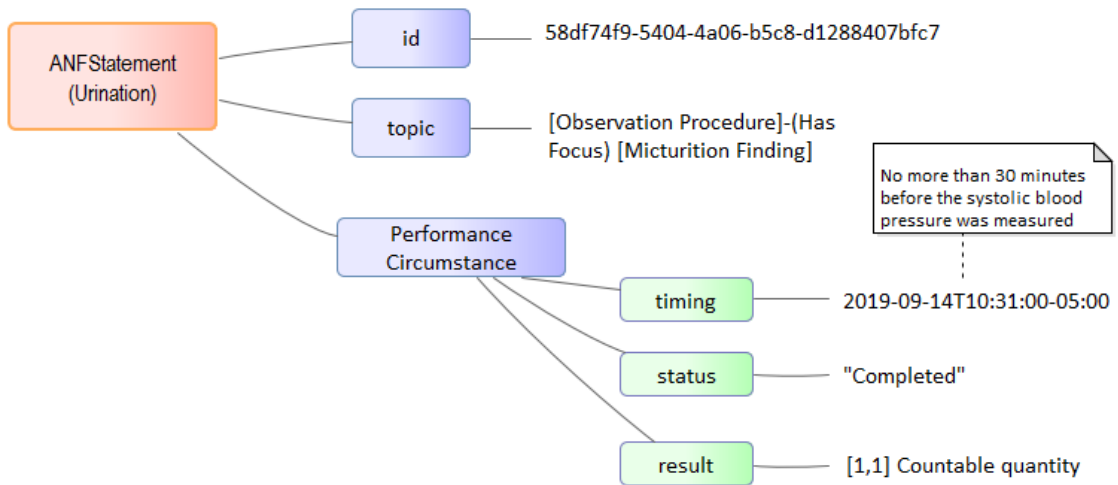 ANFStatement
(Urination)
id
58df74f9-5404-4a06-b5c8-d1288407bfc7
topic
[Observation Procedure]-(Has
Focus) [Micturition Finding]
No more than 30 minutes
before the systolic blood
pressure was measured
Performance
Circumstance
timing
2019-09-14T10:31:00-05:00
status
"Completed"
result
[1,1] Countable quantity